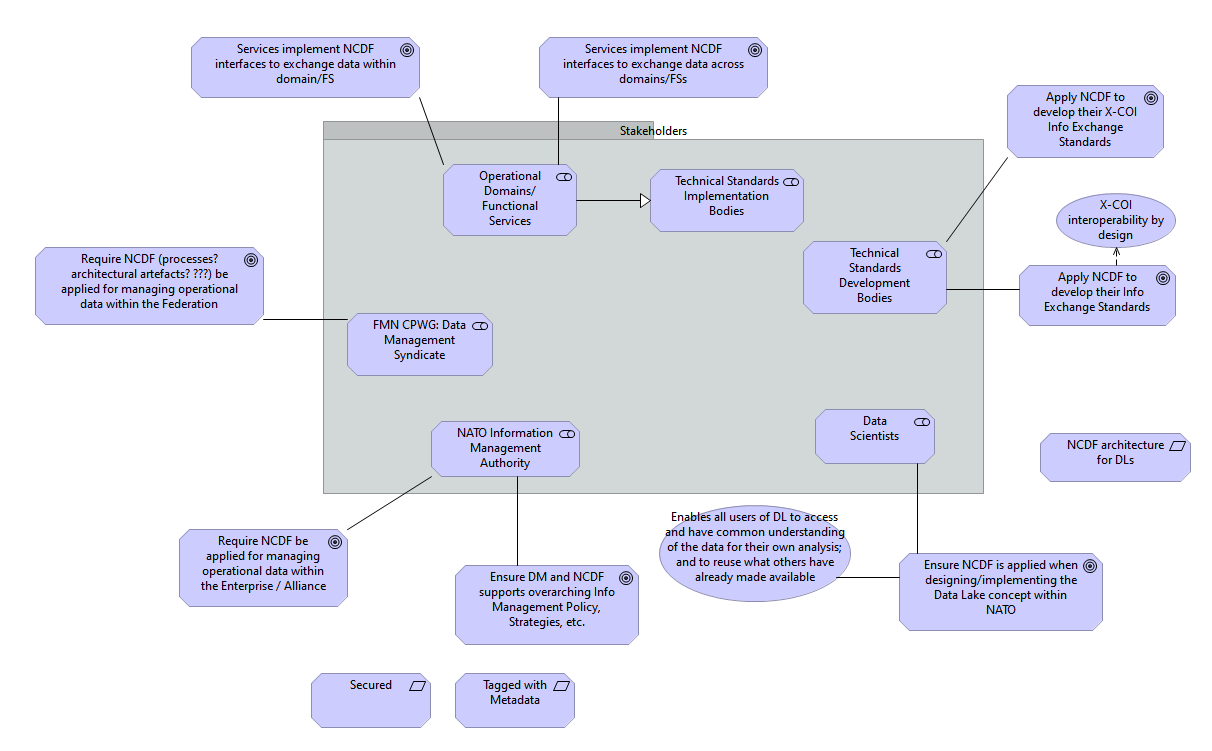 Services implement NCDF
interfaces to exchange data within
domain/FS
Services implement NCDF
interfaces to exchange data across
domains/FSs
Apply NCDF to
develop their X-COI
Info Exchange
Standards
Stakeholders
Operational
Domains/
Functional
Services
Technical Standards
Implementation
Bodies
X-COI
interoperability by
design
Technical
Standards
Development
Bodies
Apply NCDF to
develop their Info
Exchange Standards
Require NCDF (processes?
architectural artefacts? ???) be
applied for managing operational
data within the Federation
FMN CPWG: Data
Management
Syndicate
Data
Scientists
NATO Information
Management
Authority
NCDF architecture
for DLs
Enables all users of DL to access
and have common understanding
of the data for their own analysis;
and to reuse what others have
already made available
Require NCDF be
applied for managing
operational data within
the Enterprise / Alliance
Ensure DM and NCDF
supports overarching Info
Management Policy,
Strategies, etc.
Ensure NCDF is applied when
designing/implementing the
Data Lake concept within
NATO
Secured
Tagged with
Metadata